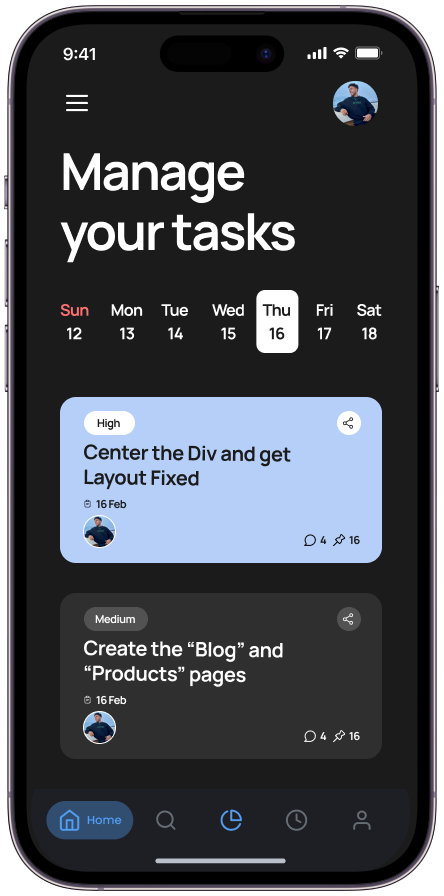 9:41
Manage
your tasks
Sun Mon Tue Wed Thu Fri Sat
12 13 14 15 16 17 18
High
Center the Div and get
Layout Fixed
16 Feb
4 16
Medium
Create the “Blog” and
“Products” pages
16 Feb
4 16
Home